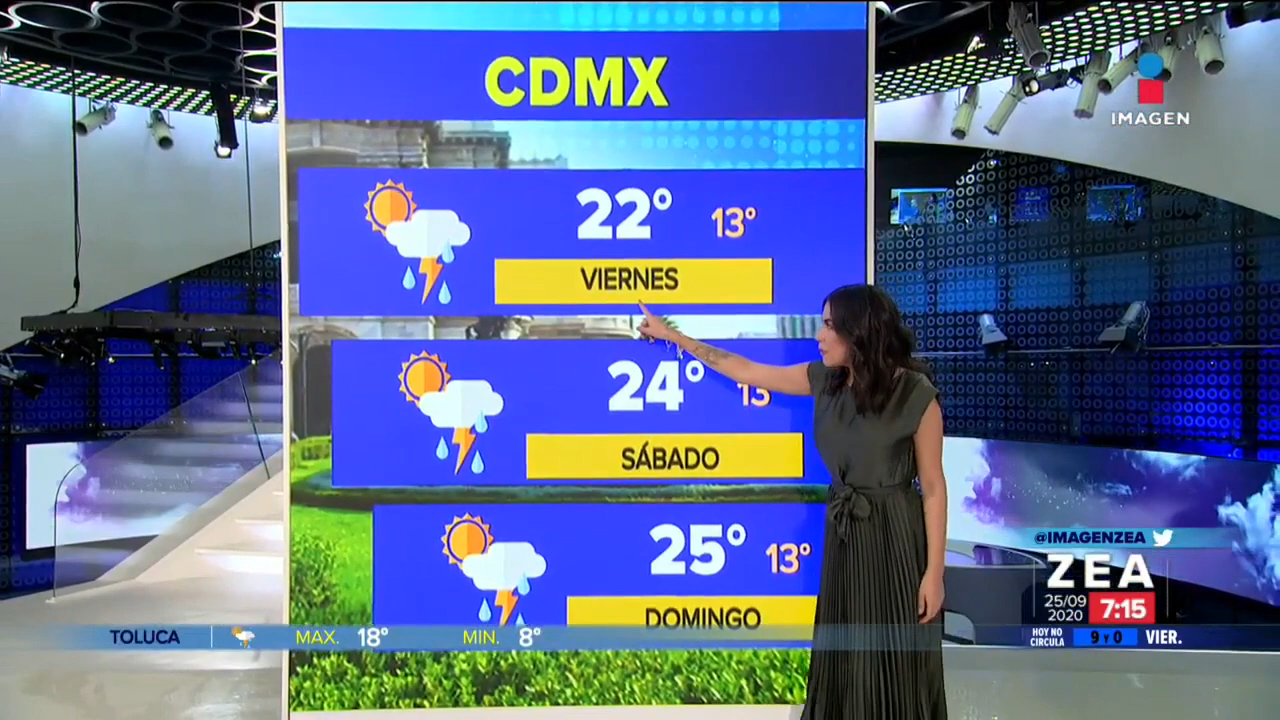 CDMX
IMAGEN
22° 13°
VIERNES
24° 13
SÁBADO
25° 13°
DOMINGO
@IMAGENZEA
ZEA
25/09
2020
7:15
TOLUCA MAX. 18° MIN. 8°
HOY NO
CIRCULA
9 y 0 VIER.